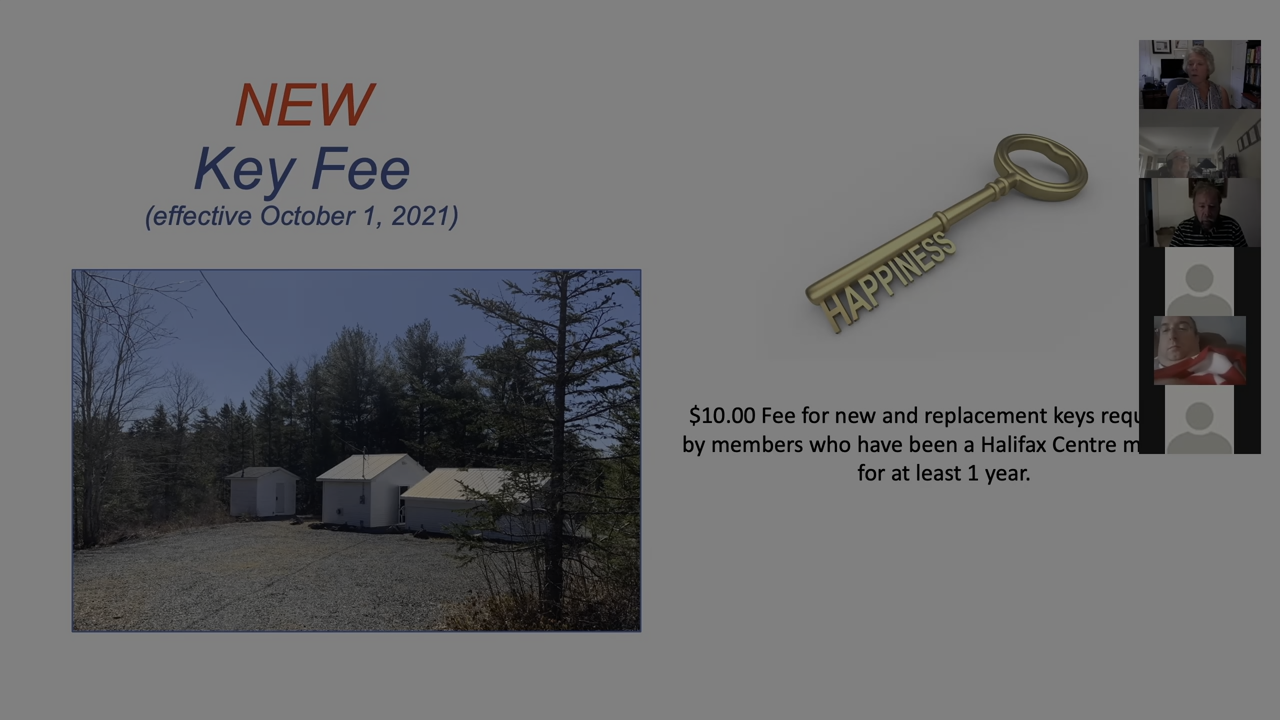 NEW
Key Fee
(effective October 1, 2021)
HAPPINESS
$10.00 Fee for new and replacement keys
by members who have been a Halifax Centre
for at least 1 year.